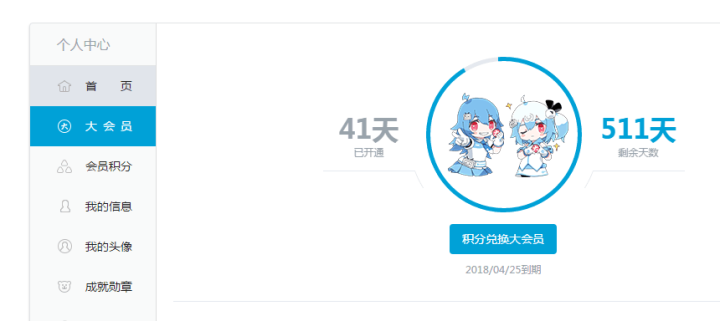 个人中心
首 页
大会员
会员积分
我的信息
我的头像
成就勋章
41天
已开通
511天
剩余天数
积分兑换大会员
2018/04/25到期